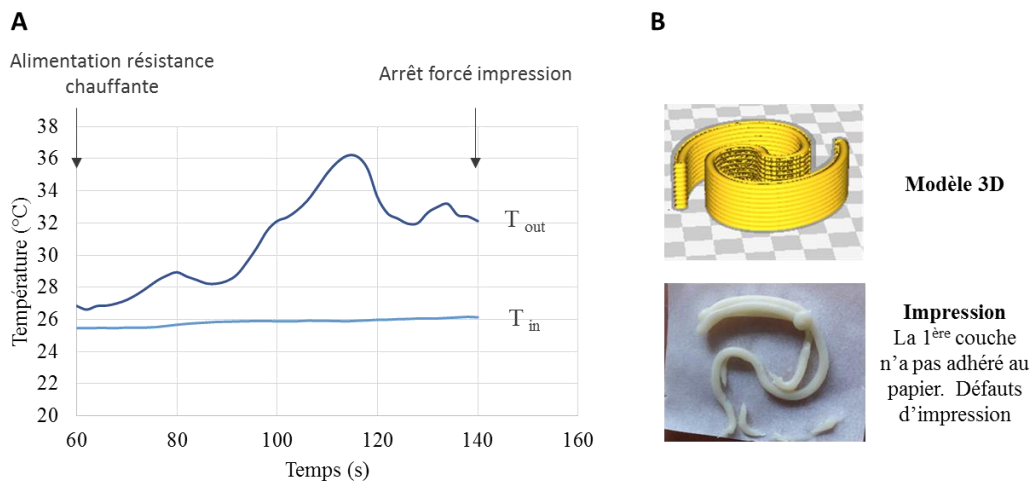 A
Alimentation résistance
chauffante
Arrêt forcé impression
38
36
34
32
30
28
26
24
22
20
60
80
100
120
140
160
Température (°C)
Temps (s)
T out
T in
B
Modèle 3D
Impression
La 1ère couche
n’a pas adhéré au
papier. Défauts
d’impression